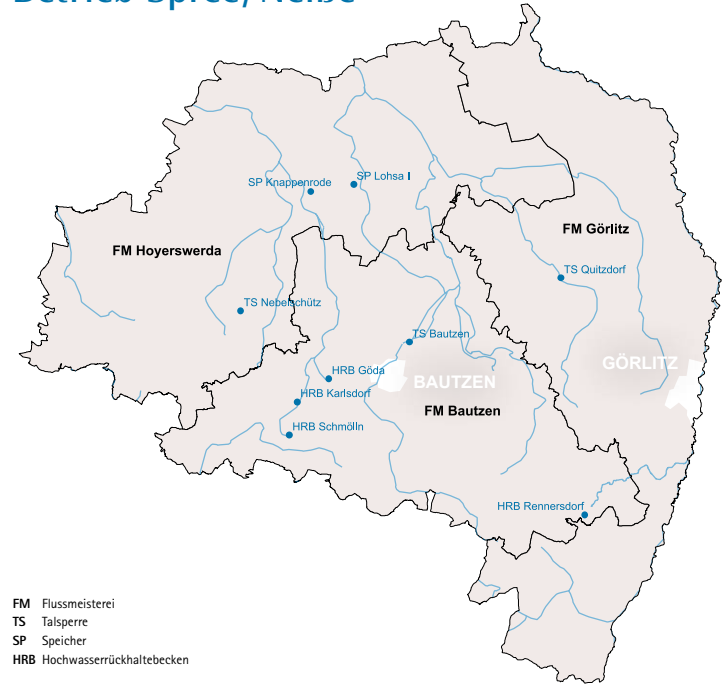 Betrieb Spree/Neiße
SP Knappenrode
SP Lohsa I
FM Hoyerswerda
FM Görlitz
TS Quitzdorf
TS Nebelschütz
TS Bautzen
GÖRLITZ
HRB Göda
BAUTZEN
HRB Karlsdorf
FM Bautzen
HRB Schmölln
HRB Rennersdorf
FM Flussmeisterei
TS Talsperre
SP Speicher
HRB Hochwasserrückhaltebecken